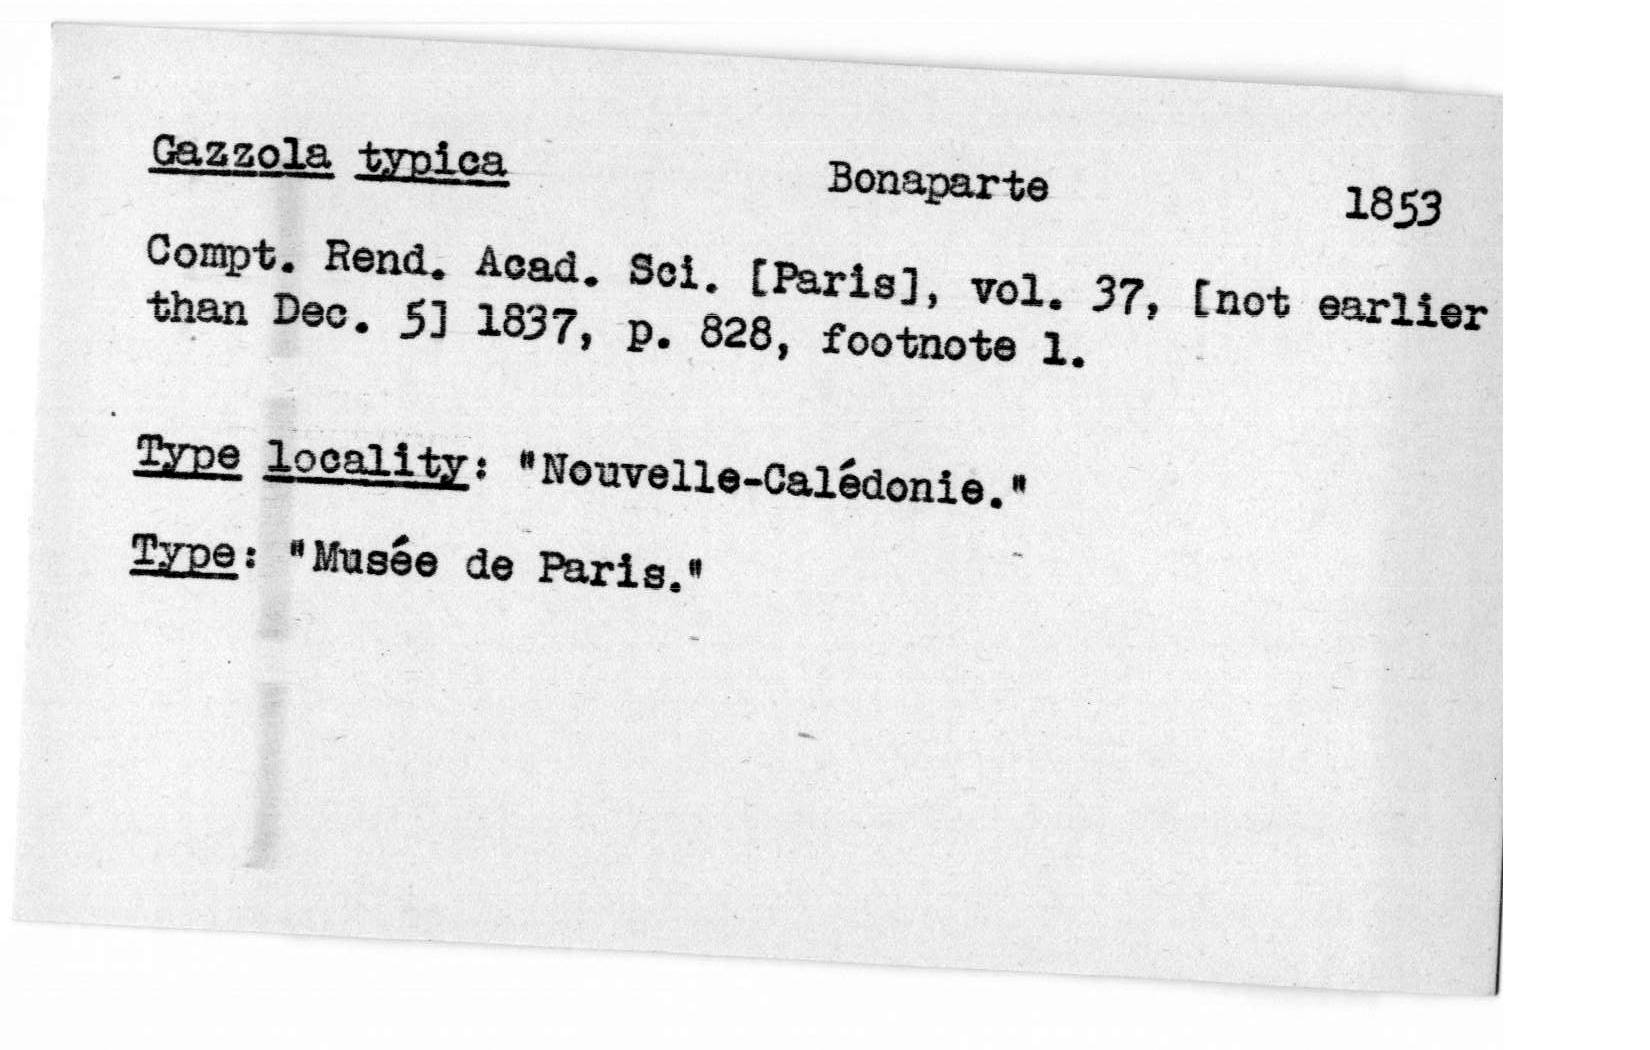 Gazzola typica Bonaparte 1853
Compt. Rend. Acad. Sci. [Paris], vol. 37, [not earlier
than Dec. 5] 1837, p. 828, footnote 1.
Type locality: "Nouvelle-Calédonie."
Type: "Musée de Paris."